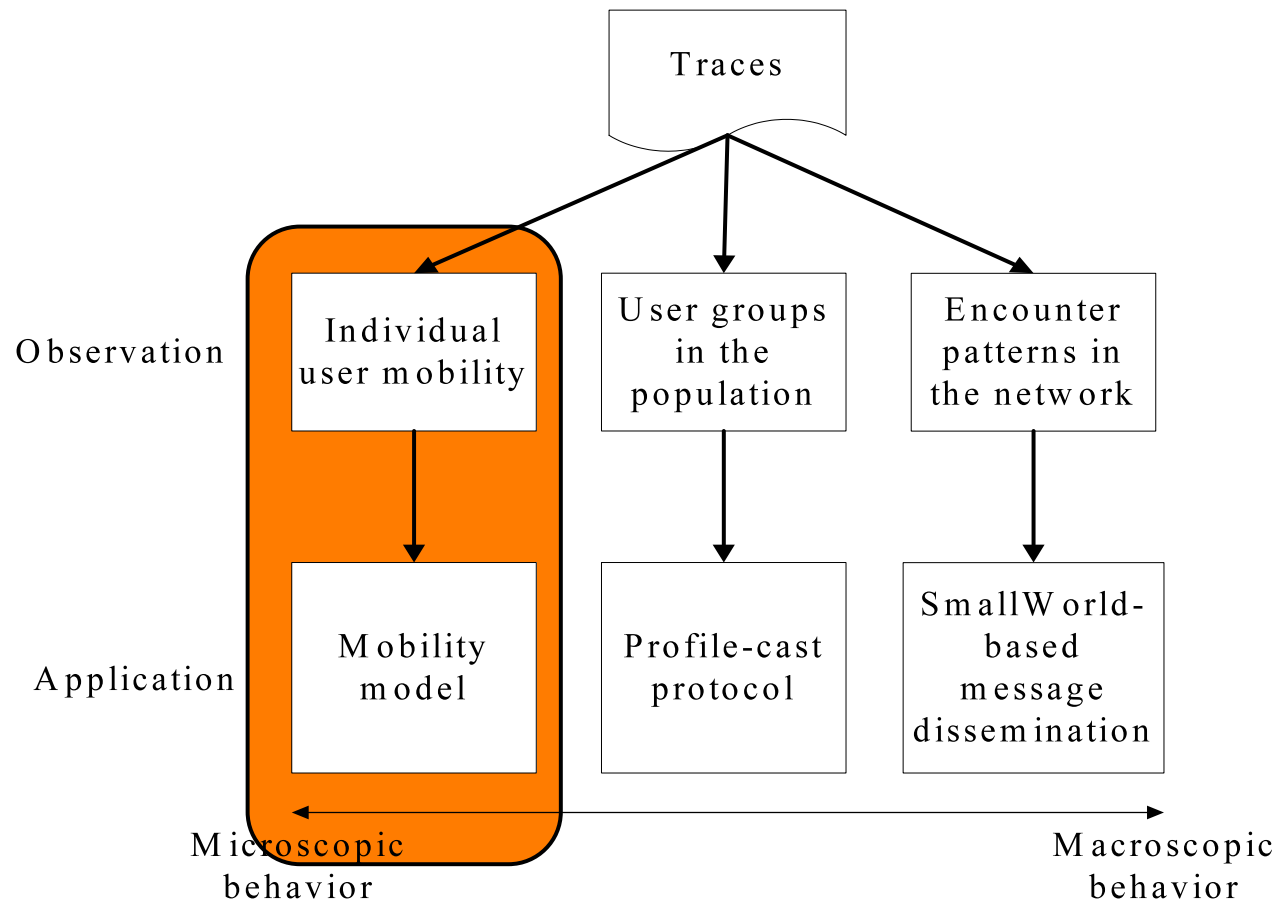 Traces
Observation
Individual
user mobility
User groups
in the
population
Encounter
patterns in
the network
Application
Mobility
model
Profile-cast
protocol
SmallWorld-
based
message
dissemination
Microscopic
behavior
Macroscopic
behavior